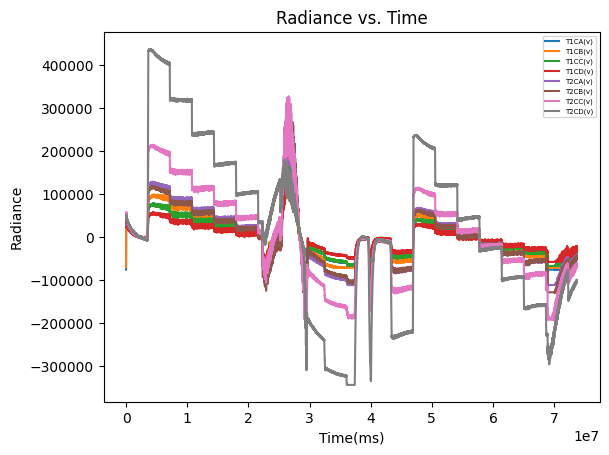 Radiance vs. Time
T1CA(v)
T1CB(v)
T1CC(v)
T1CD(v)
T2CA(v)
T2CB(v)
T2CC(v)
T2CD(v)
400000
300000
200000
100000
0
−100000
−200000
−300000
Radiance
0 1 2 3 4 5 6 7
1e7
Time(ms)